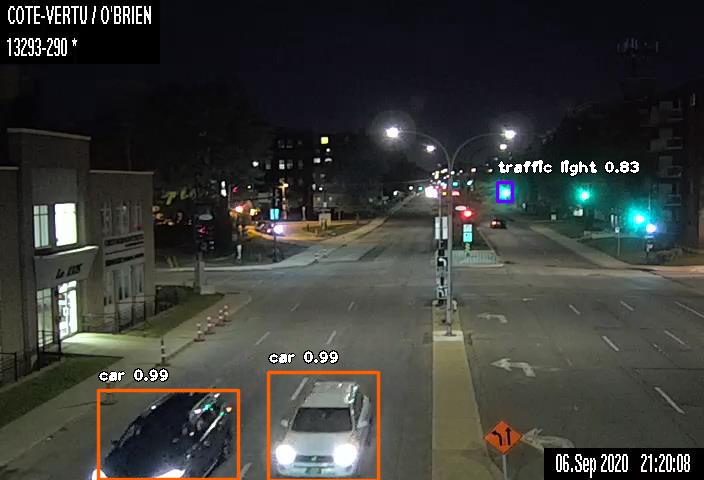 COTE-VERTU / O'BRIEN
13293-290 *
traffic light 0.83
car 0.99
car 0.99
06.Sep 2020 21:20:08